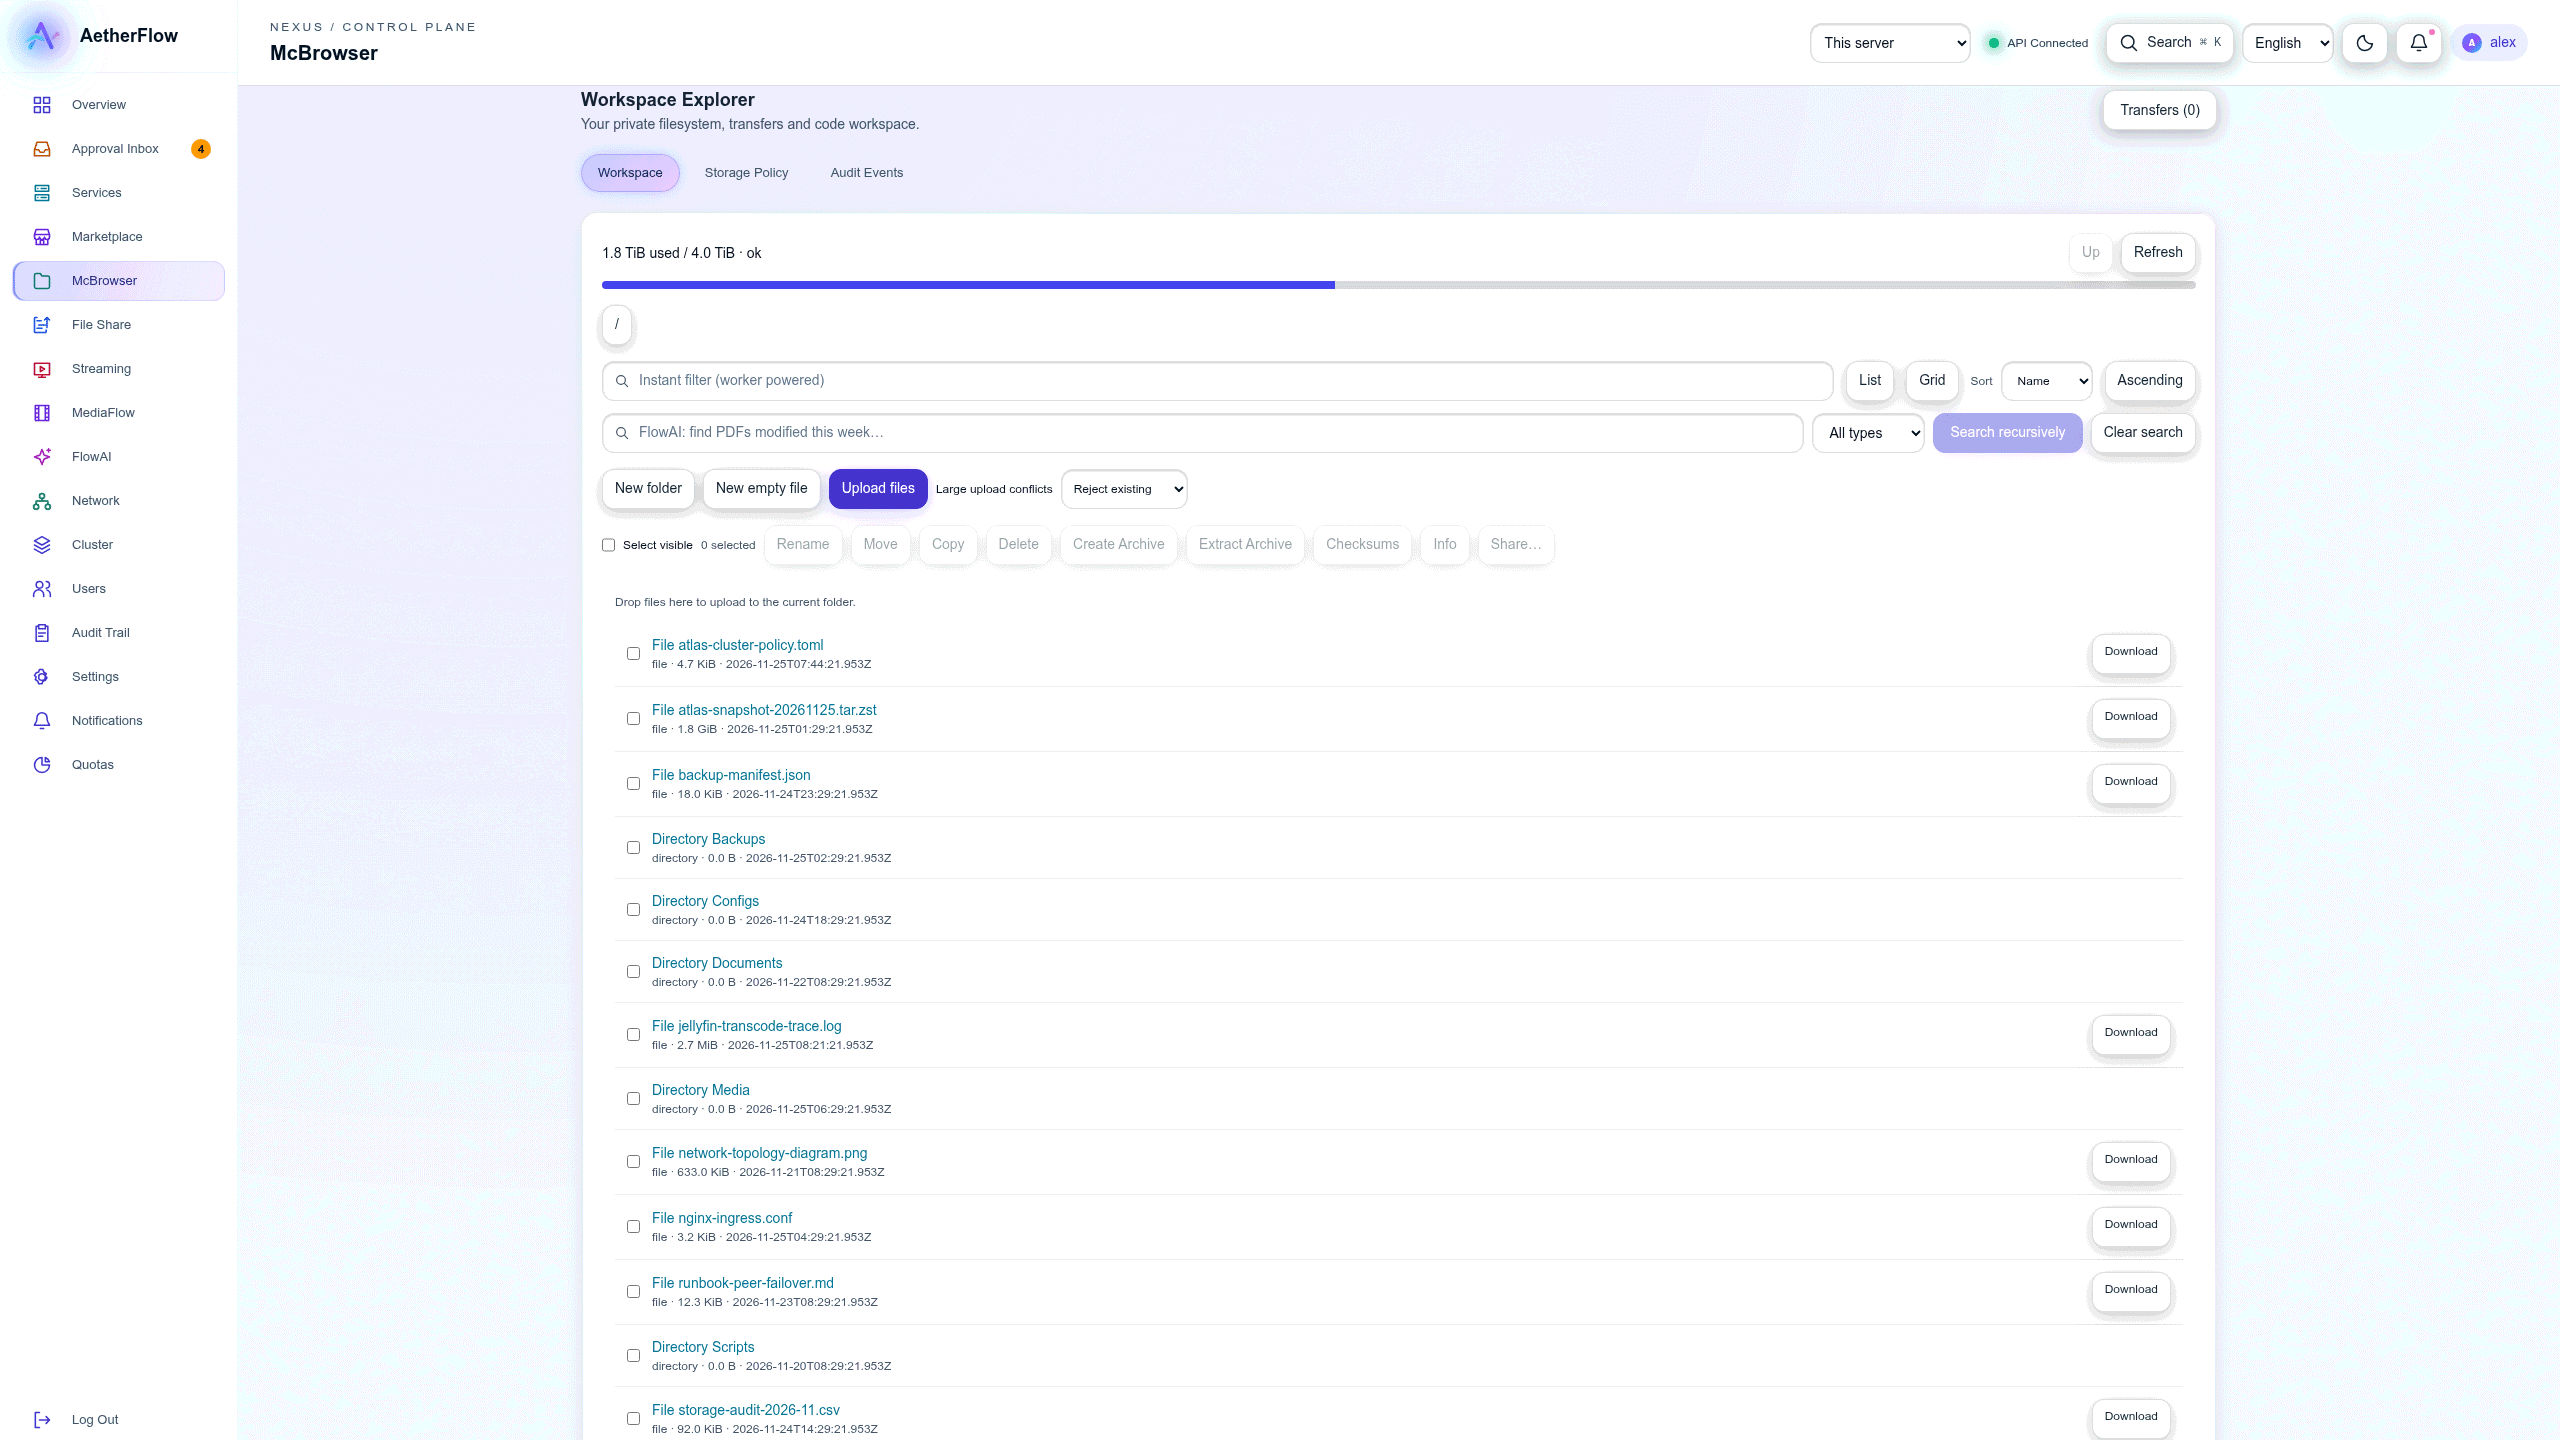 AetherFlow
NEXUS / CONTROL PLANE
McBrowser
This server
API Connected
Search ⌘ K
English
A alex
Overview
Approval Inbox 4
Services
Marketplace
McBrowser
File Share
Streaming
MediaFlow
FlowAI
Network
Cluster
Users
Audit Trail
Settings
Notifications
Quotas
Log Out
Workspace Explorer
Your private filesystem, transfers and code workspace.
Transfers (0)
Workspace Storage Policy Audit Events
1.8 TiB used / 4.0 TiB · ok
Up Refresh
/
Instant filter (worker powered)
List Grid Sort Name Ascending
FlowAI: find PDFs modified this week…
All types Search recursively Clear search
New folder New empty file Upload files Large upload conflicts Reject existing
Select visible 0 selected Rename Move Copy Delete Create Archive Extract Archive Checksums Info Share…
Drop files here to upload to the current folder.
File atlas-cluster-policy.toml
file · 4.7 KiB · 2026-11-25T07:44:21.953Z
Download
File atlas-snapshot-20261125.tar.zst
file · 1.8 GiB · 2026-11-25T01:29:21.953Z
Download
File backup-manifest.json
file · 18.0 KiB · 2026-11-24T23:29:21.953Z
Download
Directory Backups
directory · 0.0 B · 2026-11-25T02:29:21.953Z
Directory Configs
directory · 0.0 B · 2026-11-24T18:29:21.953Z
Directory Documents
directory · 0.0 B · 2026-11-22T08:29:21.953Z
File jellyfin-transcode-trace.log
file · 2.7 MiB · 2026-11-25T08:21:21.953Z
Download
Directory Media
directory · 0.0 B · 2026-11-25T06:29:21.953Z
File network-topology-diagram.png
file · 633.0 KiB · 2026-11-21T08:29:21.953Z
Download
File nginx-ingress.conf
file · 3.2 KiB · 2026-11-25T04:29:21.953Z
Download
File runbook-peer-failover.md
file · 12.3 KiB · 2026-11-23T08:29:21.953Z
Download
Directory Scripts
directory · 0.0 B · 2026-11-20T08:29:21.953Z
File storage-audit-2026-11.csv
file · 92.0 KiB · 2026-11-24T14:29:21.953Z
Download